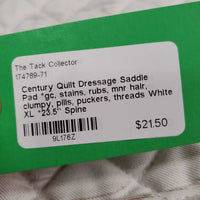 The Tack Collector
174769-71
Century Quilt Dressage Saddle
Pad *gc, stains, rubs, mnr hair,
clumpy, pills, puckers, threads White
XL *23.5" Spine
9L176Z
$21.50